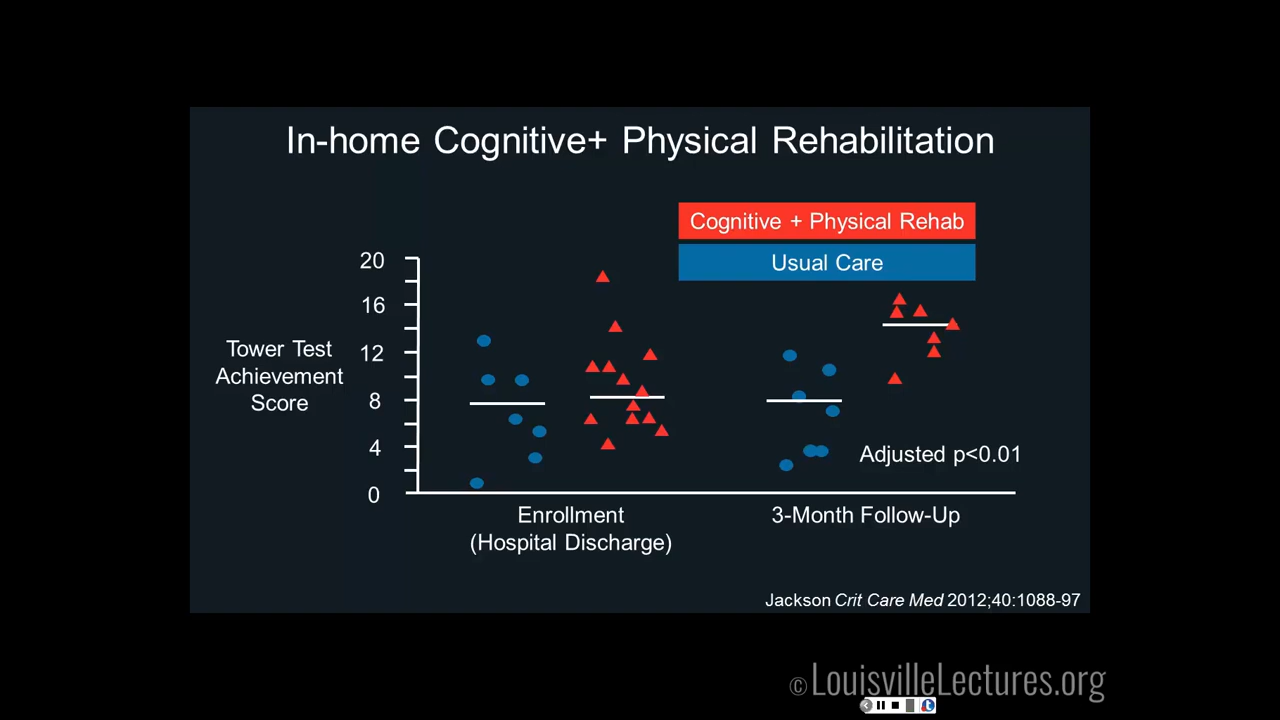 In-home Cognitive+ Physical Rehabilitation
Cognitive + Physical Rehab
Usual Care
20
16
12
8
4
0
Tower Test
Achievement
Score
Adjusted p<0.01
Enrollment
(Hospital Discharge)
3-Month Follow-Up
Jackson Crit Care Med 2012;40:1088-97
© LouisvilleLectures.org